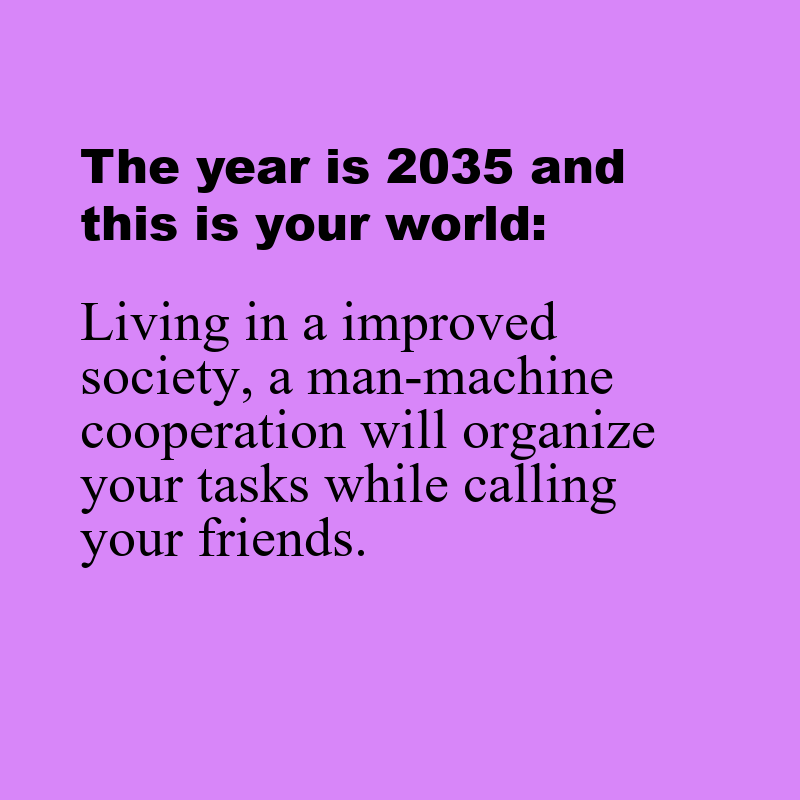 The year is 2035 and
this is your world:
Living in a improved
society, a man-machine
cooperation will organize
your tasks while calling
your friends.